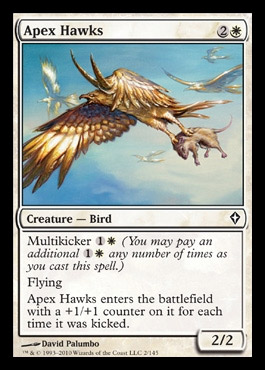 Apex Hawks 2
Creature — Bird
Multikicker 1 (You may pay an
additional 1 any number of times as
you cast this spell.)
Flying
Apex Hawks enters the battlefield
with a +1/+1 counter on it for each
time it was kicked.
David Palumbo
™ & © 1993–2010 Wizards of the Coast LLC 2/145
2/2